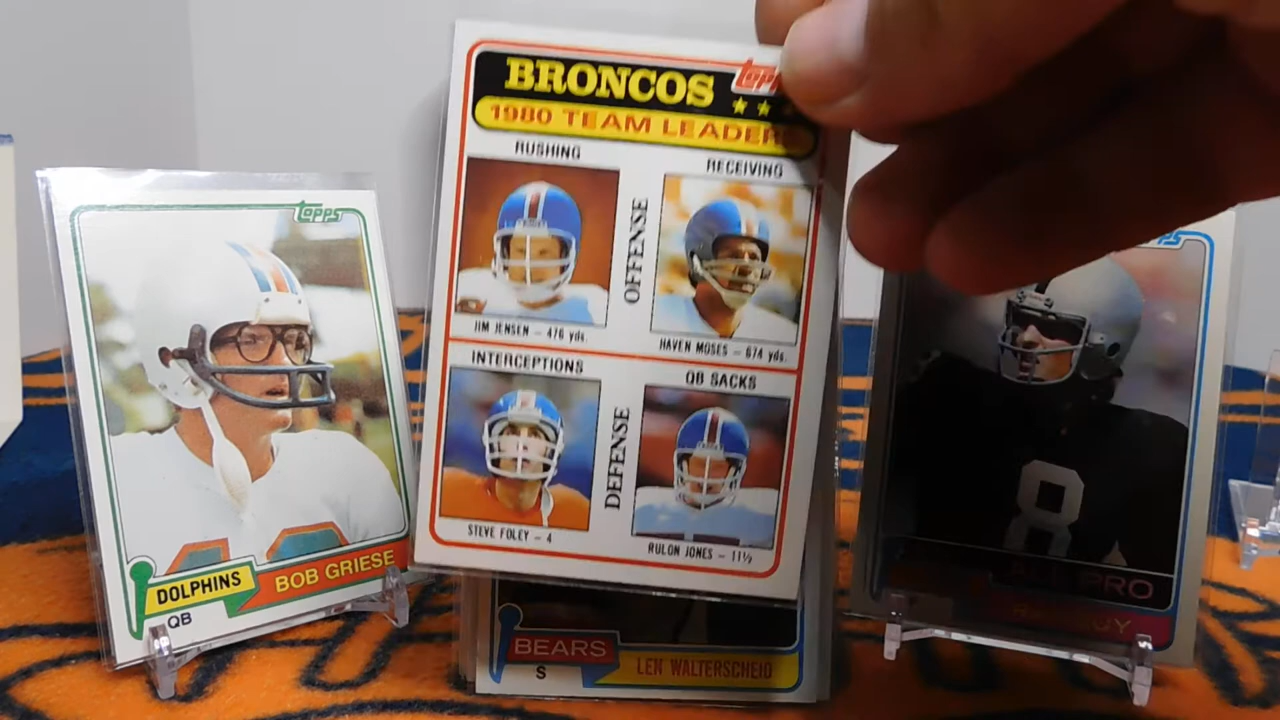 BRONCOS
topps
1980 TEAM LEADERS
RUSHING
RECEIVING
OFFENSE
JIM JENSEN – 476 yds.
HAVEN MOSES – 674 yds.
INTERCEPTIONS
QB SACKS
DEFENSE
STEVE FOLEY – 4
RULON JONES – 11½
topps
DOLPHINS
BOB GRIESE
QB
BEARS
S
LEN WALTERSCHEID
8
PRO